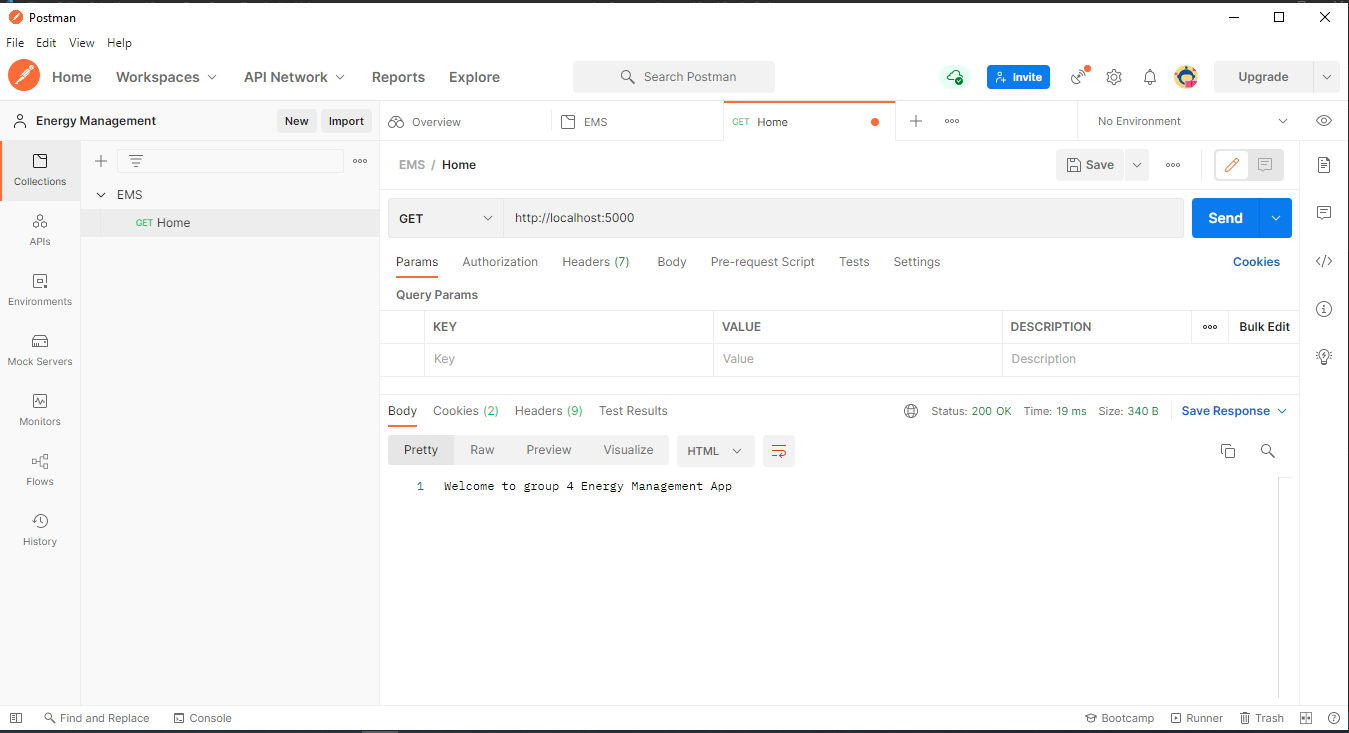 Postman
File Edit View Help
Home Workspaces API Network Reports Explore Search Postman Invite Upgrade
Energy Management New Import
Overview EMS GET Home No Environment
Collections
APIs
Environments
Mock Servers
Monitors
Flows
History
EMS
GET Home
EMS / Home Save
GET http://localhost:5000 Send
Params Authorization Headers (7) Body Pre-request Script Tests Settings Cookies
Query Params
KEY VALUE DESCRIPTION Bulk Edit
Key Value Description
Body Cookies (2) Headers (9) Test Results Status: 200 OK Time: 19 ms Size: 340 B Save Response
Pretty Raw Preview Visualize HTML
1 Welcome to group 4 Energy Management App
Find and Replace Console Bootcamp Runner Trash